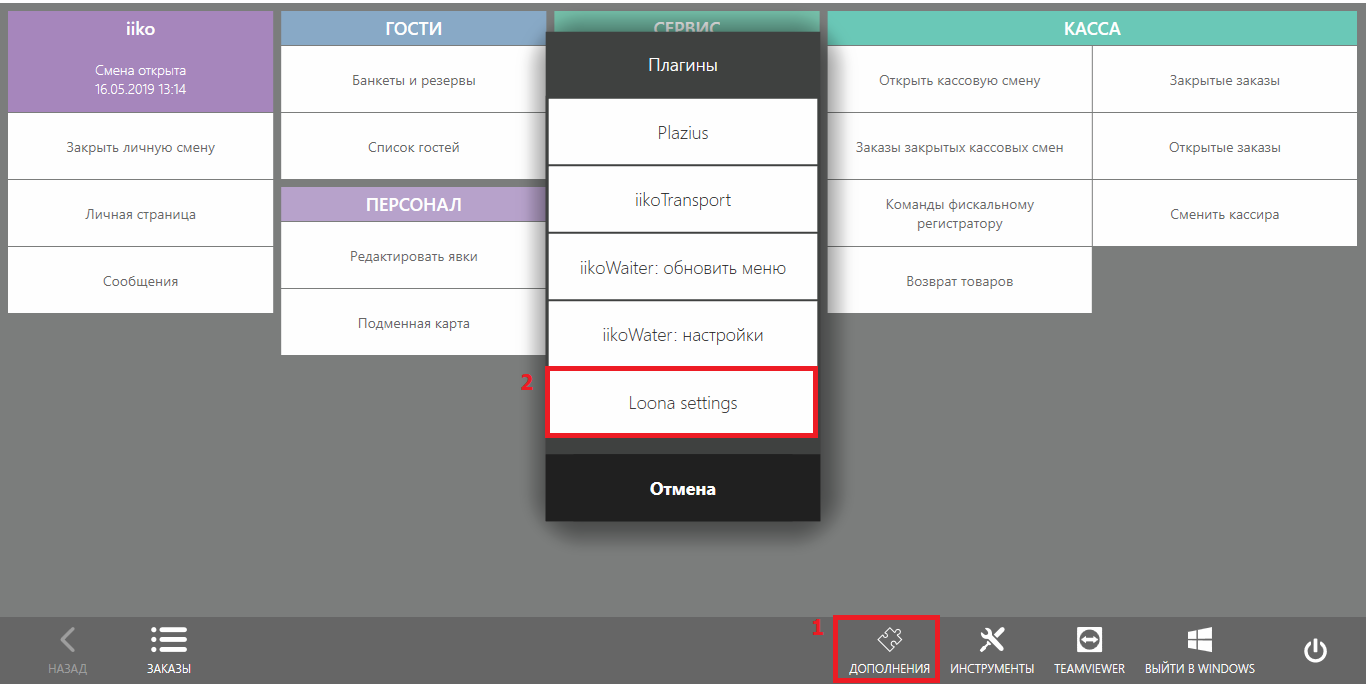 iiko
Смена открыта
16.05.2019 13:14
Закрыть личную смену
Личная страница
Сообщения
ГОСТИ
Банкеты и резервы
Список гостей
ПЕРСОНАЛ
Редактировать явки
Подменная карта
СЕРВИС
Плагины
Plazius
iikoTransport
iikoWaiter: обновить меню
iikoWater: настройки
2
Loona settings
Отмена
КАССА
Открыть кассовую смену
Закрытые заказы
Заказы закрытых кассовых смен
Открытые заказы
Команды фискальному
регистратору
Сменить кассира
Возврат товаров
НАЗАД
ЗАКАЗЫ
1
ДОПОЛНЕНИЯ
ИНСТРУМЕНТЫ
TEAMVIEWER
ВЫЙТИ В WINDOWS